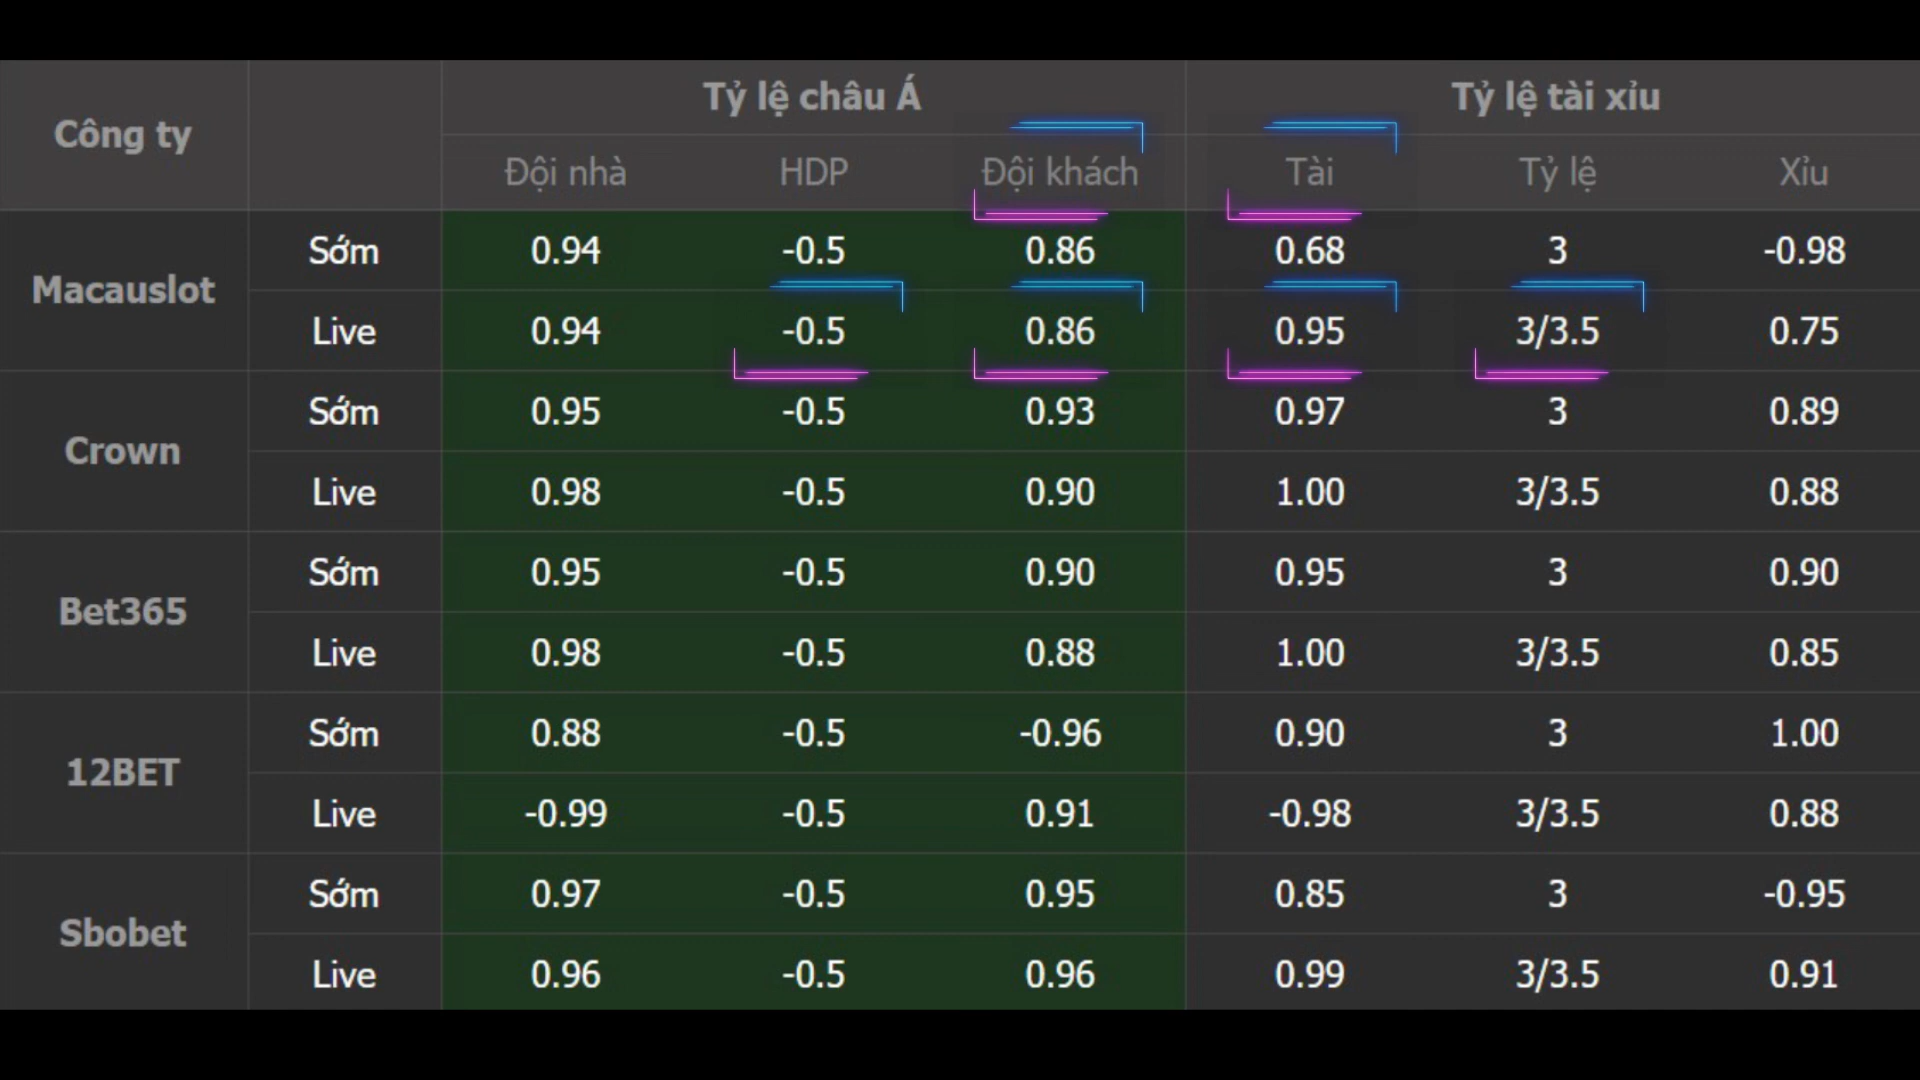 Công ty Tỷ lệ châu Á Tỷ lệ tài xỉu
Đội nhà HDP Đội khách Tài Tỷ lệ Xỉu
Macauslot Sớm 0.94 -0.5 0.86 0.68 3 -0.98
Live 0.94 -0.5 0.86 0.95 3/3.5 0.75
Crown Sớm 0.95 -0.5 0.93 0.97 3 0.89
Live 0.98 -0.5 0.90 1.00 3/3.5 0.88
Bet365 Sớm 0.95 -0.5 0.90 0.95 3 0.90
Live 0.98 -0.5 0.88 1.00 3/3.5 0.85
12BET Sớm 0.88 -0.5 -0.96 0.90 3 1.00
Live -0.99 -0.5 0.91 -0.98 3/3.5 0.88
Sbobet Sớm 0.97 -0.5 0.95 0.85 3 -0.95
Live 0.96 -0.5 0.96 0.99 3/3.5 0.91